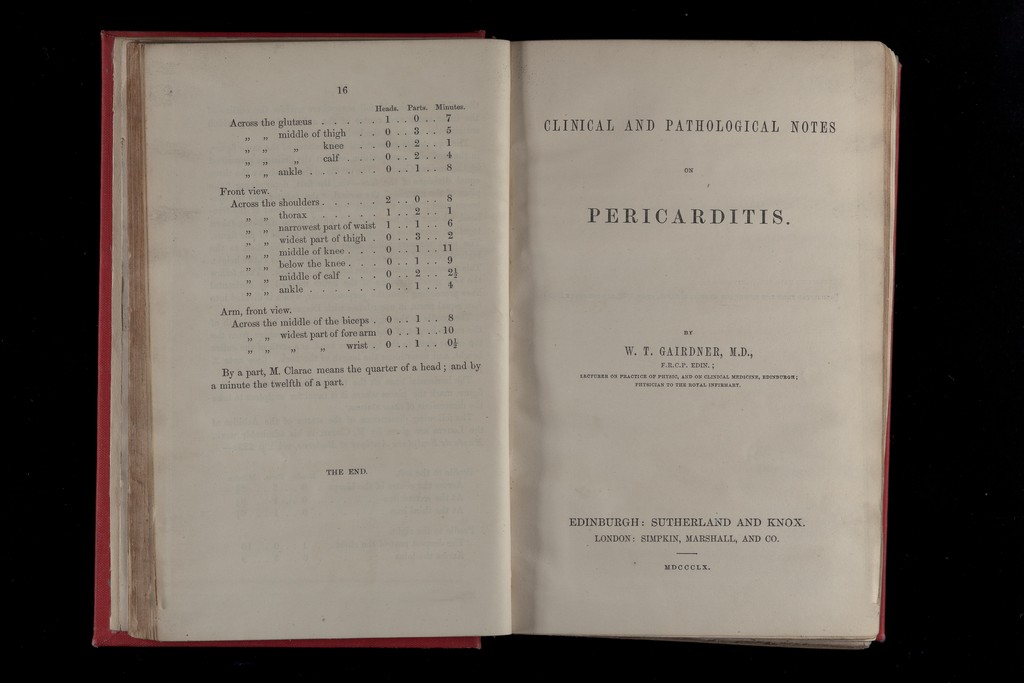 16
Heads. Parts. Minutes.
Across the glutæus . . . . . 1 . . 0 . . 7
„ „ middle of thigh . . 0 . . 3 . . 5
„ „ „ knee . . 0 . . 2 . . 1
„ „ „ calf . . . 0 . . 2 . . 4
„ „ ankle . . . . . . 0 . . 1 . . 8
Front view.
Across the shoulders . . . . . 2 . . 0 . . 8
„ „ thorax . . . . . 1 . . 2 . . 1
„ „ narrowest part of waist 1 . . 1 . . 6
„ „ widest part of thigh . 0 . . 3 . . 2
„ „ middle of knee . . . 0 . . 1 . . 11
„ „ below the knee . . . 0 . . 1 . . 9
„ „ middle of calf . . . 0 . . 2 . . 2½
„ „ ankle . . . . . . 0 . . 1 . . 4
Arm, front view.
Across the middle of the biceps . 0 . . 1 . . 8
„ „ widest part of fore arm 0 . . 1 . . 10
„ „ „ „ wrist . 0 . . 1 . . 0½
By a part, M. Clarac means the quarter of a head ; and by
a minute the twelfth of a part.
THE END.
CLINICAL AND PATHOLOGICAL NOTES
ON
PERICARDITIS.
BY
W. T. GAIRDNER, M.D.,
F.R.C.P. EDIN. ;
LECTURER ON PRACTICE OF PHYSIC, AND ON CLINICAL MEDICINE, EDINBURGH ;
PHYSICIAN TO THE ROYAL INFIRMARY.
EDINBURGH : SUTHERLAND AND KNOX.
LONDON : SIMPKIN, MARSHALL, AND CO.
MDCCCLX.